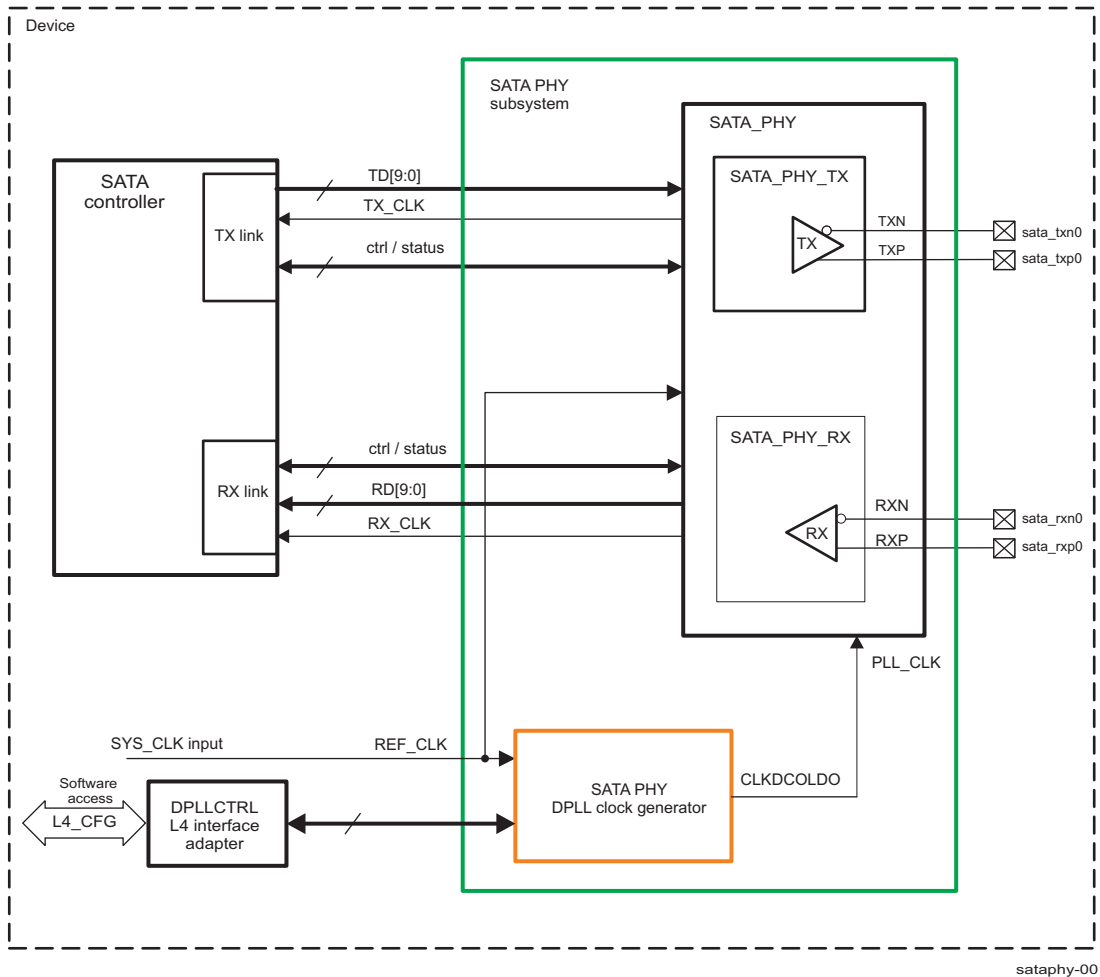 Device
SATA PHY
subsystem
SATA_PHY
SATA
controller
TX link
TD[9:0]
TX_CLK
ctrl / status
SATA_PHY_TX
TX
TXN
TXP
sata_txn0
sata_txp0
RX link
ctrl / status
RD[9:0]
RX_CLK
SATA_PHY_RX
RX
RXN
RXP
sata_rxn0
sata_rxp0
PLL_CLK
SYS_CLK input
REF_CLK
SATA PHY
DPLL clock generator
CLKDCOLDO
Software
access
L4_CFG
DPLLCTRL
L4 interface
adapter
sataphy-00